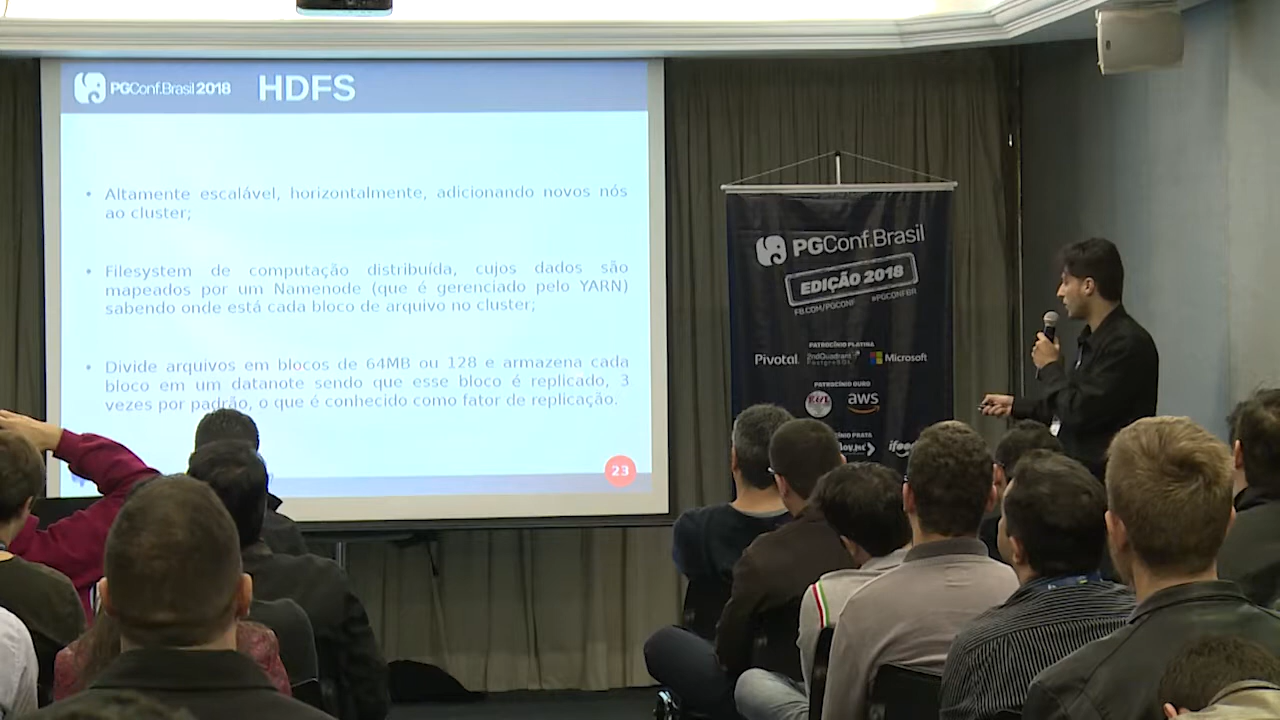 PGConf.Brasil 2018 HDFS
• Altamente escalável, horizontalmente, adicionando novos nós
ao cluster;
• Filesystem de computação distribuída, cujos dados são
mapeados por um Namenode (que é gerenciado pelo YARN)
sabendo onde está cada bloco de arquivo no cluster;
• Divide arquivos em blocos de 64MB ou 128 e armazena cada
bloco em um datanote sendo que esse bloco é replicado, 3
vezes por padrão, o que é conhecido como fator de replicação.
23
PGConf.Brasil
EDIÇÃO 2018
FB.COM/PGCONF #PGCONFBR
PATROCÍNIO PLATINA
Pivotal 2ndQuadrant PostgreSQL Microsoft
PATROCÍNIO OURO
aws
PRATA